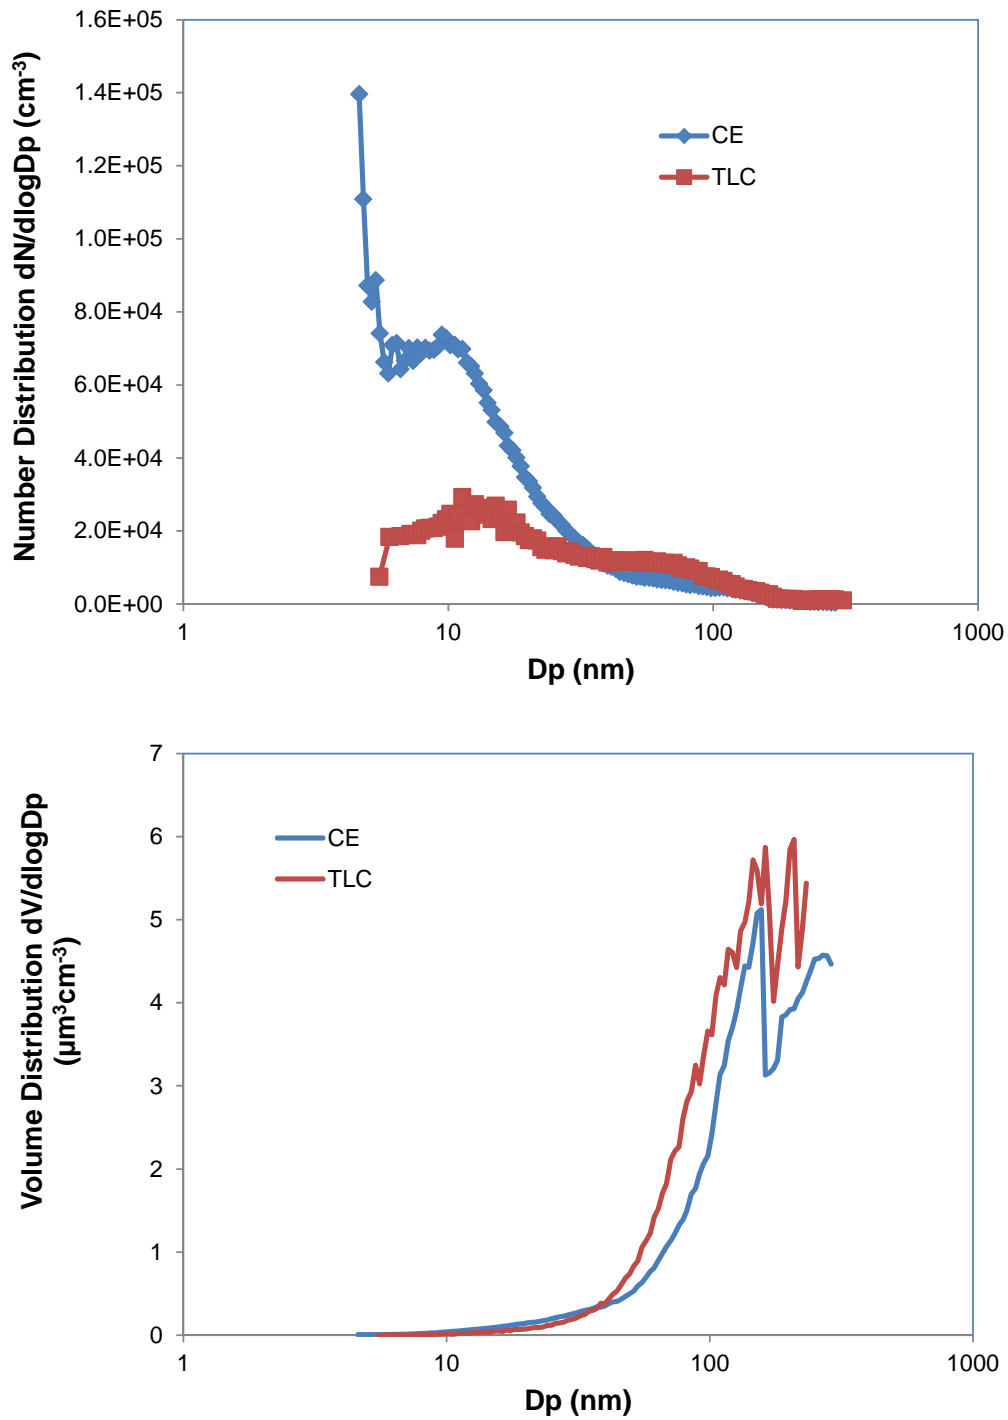 1.6E+05
1.4E+05
1.2E+05
1.0E+05
8.0E+04
6.0E+04
4.0E+04
2.0E+04
0.0E+00
Number Distribution dN/dlogDp (cm⁻³)
CE
TLC
1 10 100 1000
Dp (nm)
7
6
5
4
3
2
1
0
Volume Distribution dV/dlogDp
(µm³cm⁻³)
CE
TLC
1 10 100 1000
Dp (nm)